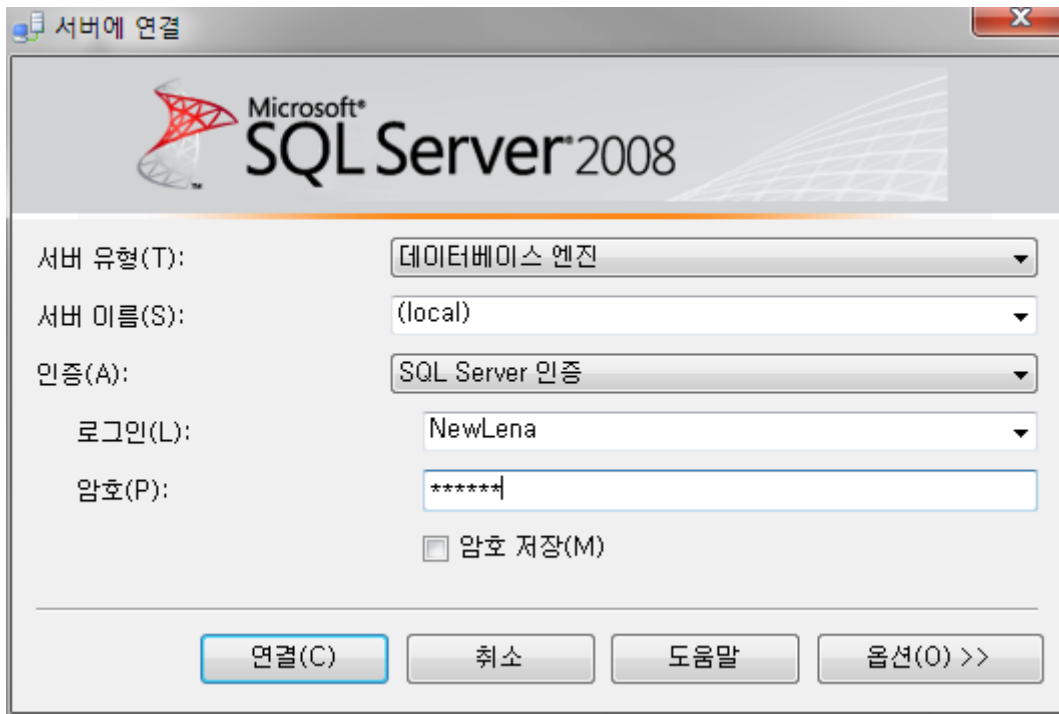 서버에 연결
Microsoft®
SQL Server® 2008
서버 유형(T): 데이터베이스 엔진
서버 이름(S): (local)
인증(A): SQL Server 인증
로그인(L): NewLena
암호(P): ******
암호 저장(M)
연결(C) 취소 도움말 옵션(O) >>